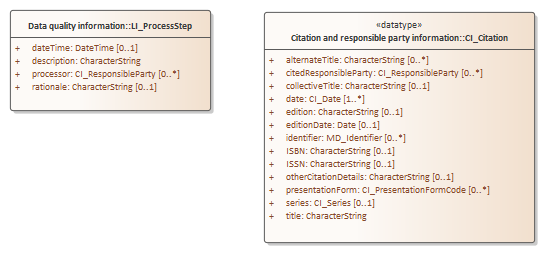 Data quality information::LI_ProcessStep
+ dateTime: DateTime [0..1]
+ description: CharacterString
+ processor: CI_ResponsibleParty [0..*]
+ rationale: CharacterString [0..1]
«datatype»
Citation and responsible party information::CI_Citation
+ alternateTitle: CharacterString [0..*]
+ citedResponsibleParty: CI_ResponsibleParty [0..*]
+ collectiveTitle: CharacterString [0..1]
+ date: CI_Date [1..*]
+ edition: CharacterString [0..1]
+ editionDate: Date [0..1]
+ identifier: MD_Identifier [0..*]
+ ISBN: CharacterString [0..1]
+ ISSN: CharacterString [0..1]
+ otherCitationDetails: CharacterString [0..1]
+ presentationForm: CI_PresentationFormCode [0..*]
+ series: CI_Series [0..1]
+ title: CharacterString